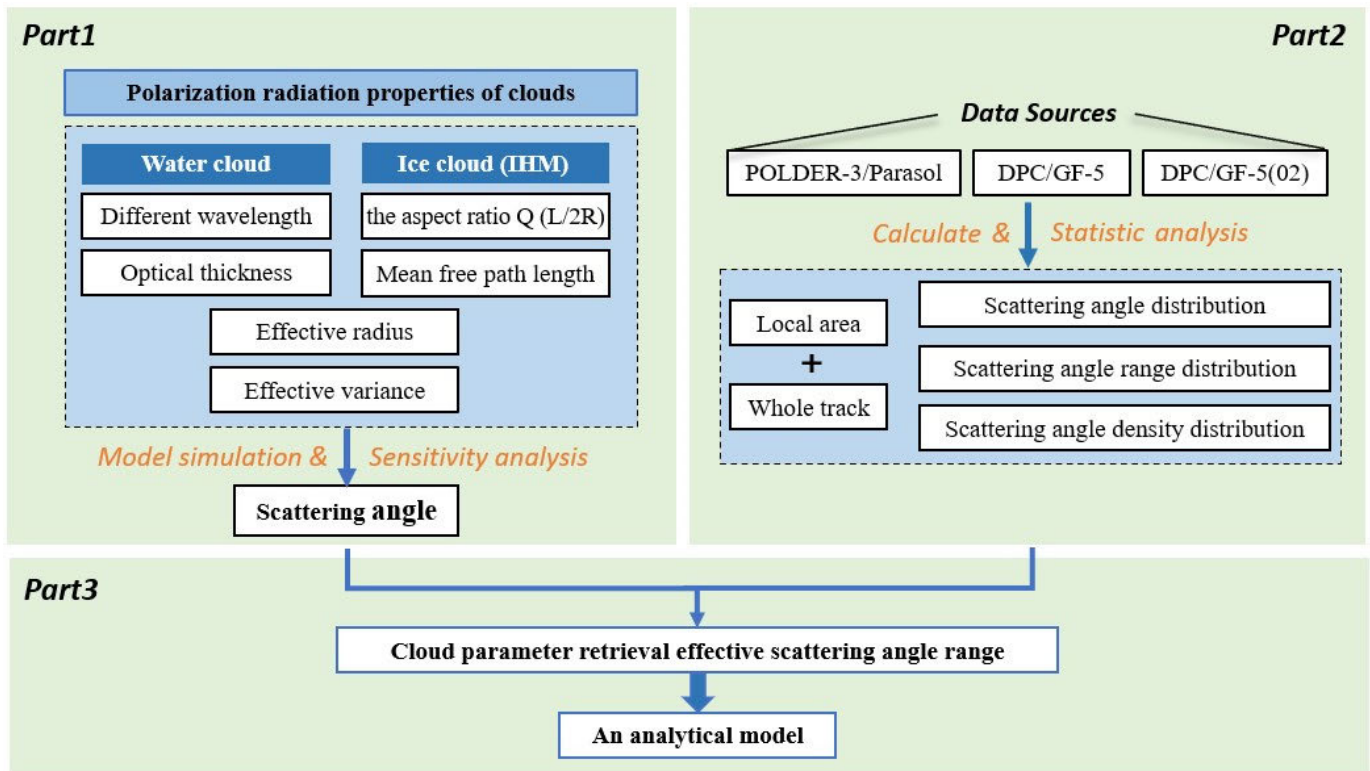 Part1
Polarization radiation properties of clouds
Water cloud
Ice cloud (IHM)
Different wavelength
the aspect ratio Q (L/2R)
Optical thickness
Mean free path length
Effective radius
Effective variance
Model simulation & Sensitivity analysis
Scattering angle
Part2
Data Sources
POLDER-3/Parasol
DPC/GF-5
DPC/GF-5(02)
Calculate & Statistic analysis
Local area
+
Whole track
Scattering angle distribution
Scattering angle range distribution
Scattering angle density distribution
Part3
Cloud parameter retrieval effective scattering angle range
An analytical model